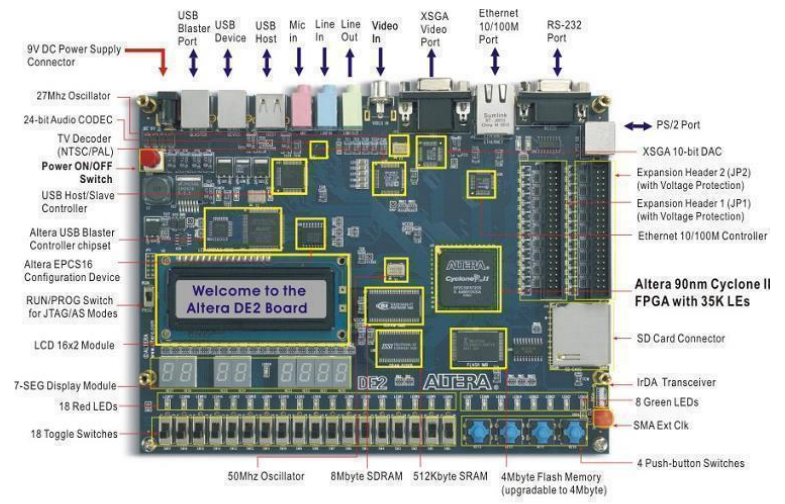 USB
Blaster
Port
USB
Device
USB
Host
Mic
in
Line
In
Line
Out
Video
In
XSGA
Video
Port
Ethernet
10/100M
Port
RS-232
Port
9V DC Power Supply
Connector
27Mhz Oscillator
24-bit Audio CODEC
TV Decoder
(NTSC/PAL)
Power ON/OFF
Switch
USB Host/Slave
Controller
Altera USB Blaster
Controller chipset
Altera EPCS16
Configuration Device
RUN/PROG Switch
for JTAG/AS Modes
LCD 16x2 Module
7-SEG Display Module
18 Red LEDs
18 Toggle Switches
PS/2 Port
XSGA 10-bit DAC
Expansion Header 2 (JP2)
(with Voltage Protection)
Expansion Header 1 (JP1)
(with Voltage Protection)
Ethernet 10/100M Controller
Altera 90nm Cyclone II
FPGA with 35K LEs
SD Card Connector
IrDA Transceiver
8 Green LEDs
SMA Ext Clk
4 Push-button Switches
Welcome to the
Altera DE2 Board
ALTERA
Cyclone II
DE2
ALTERA
50Mhz Oscillator
8Mbyte SDRAM
512Kbyte SRAM
4Mbyte Flash Memory
(upgradable to 4Mbyte)